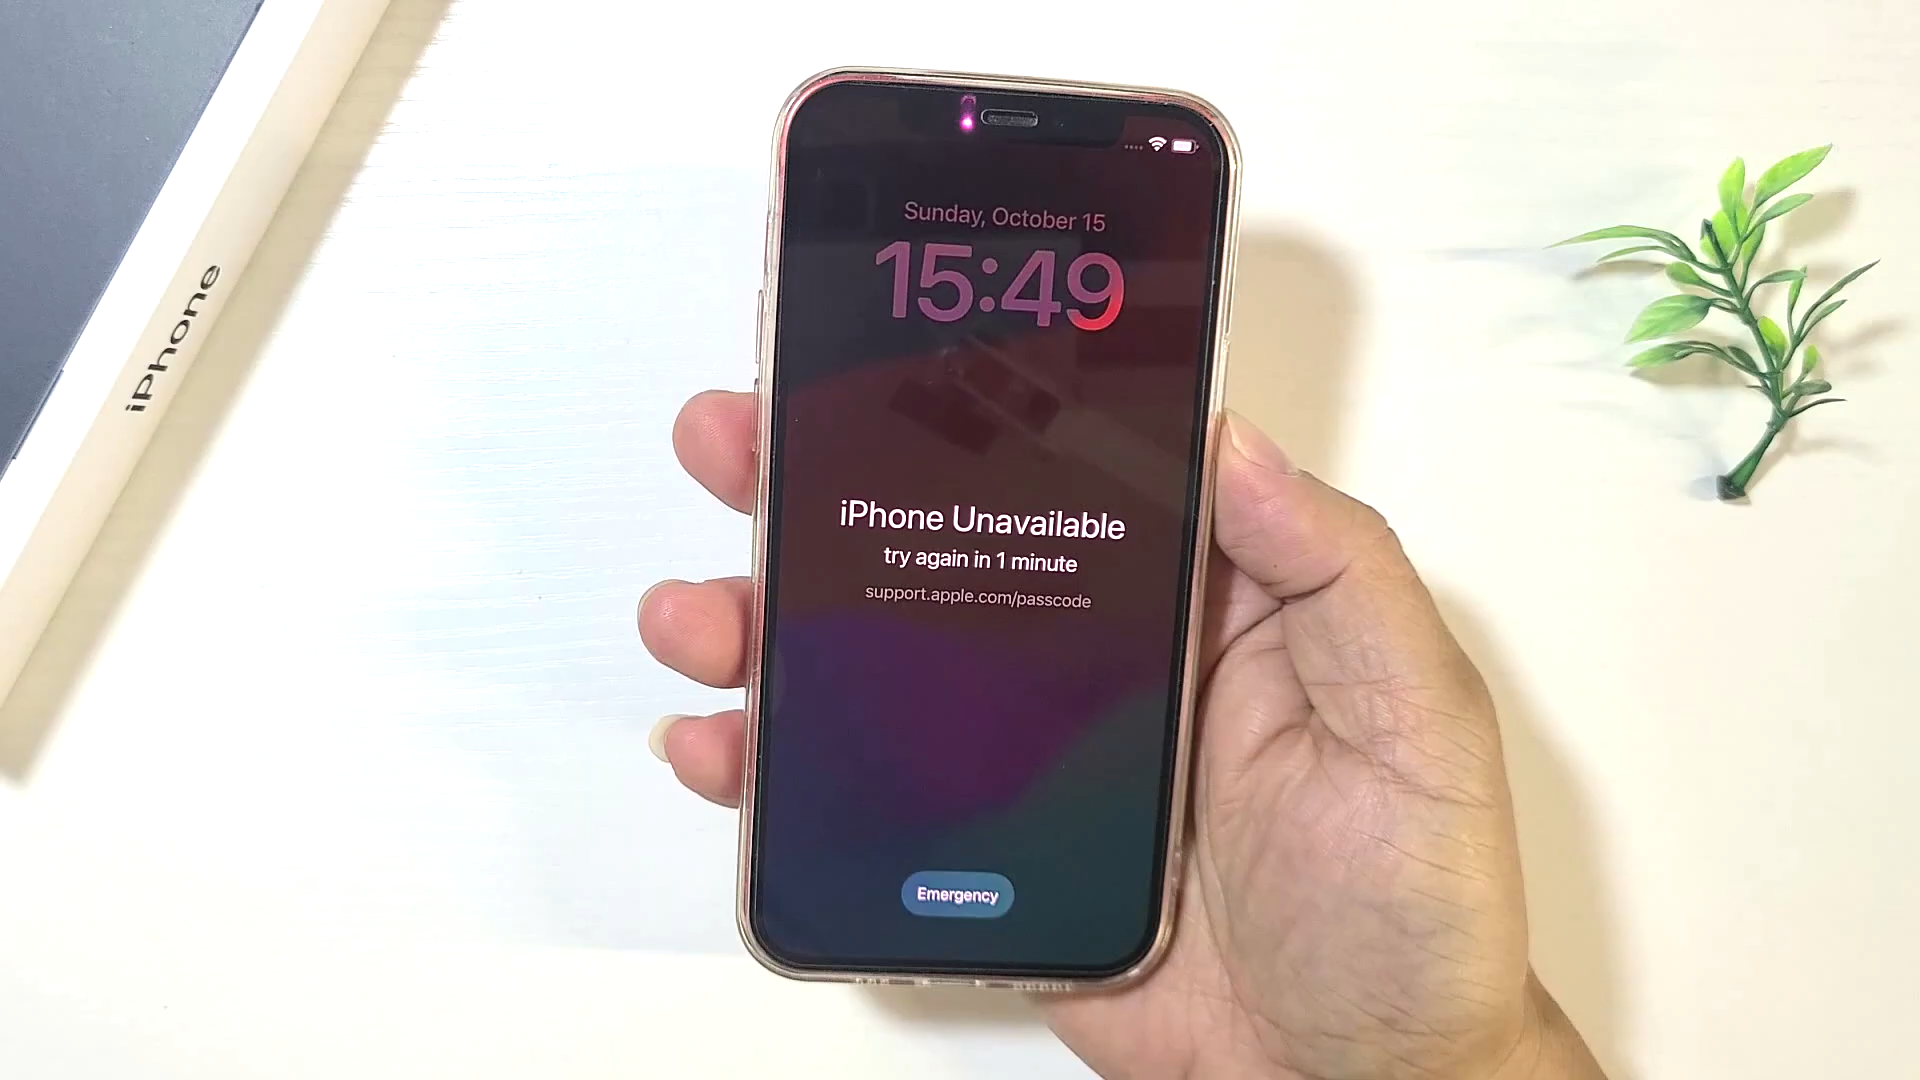 iPhone
Sunday, October 15
15:49
iPhone Unavailable
try again in 1 minute
support.apple.com/passcode
Emergency